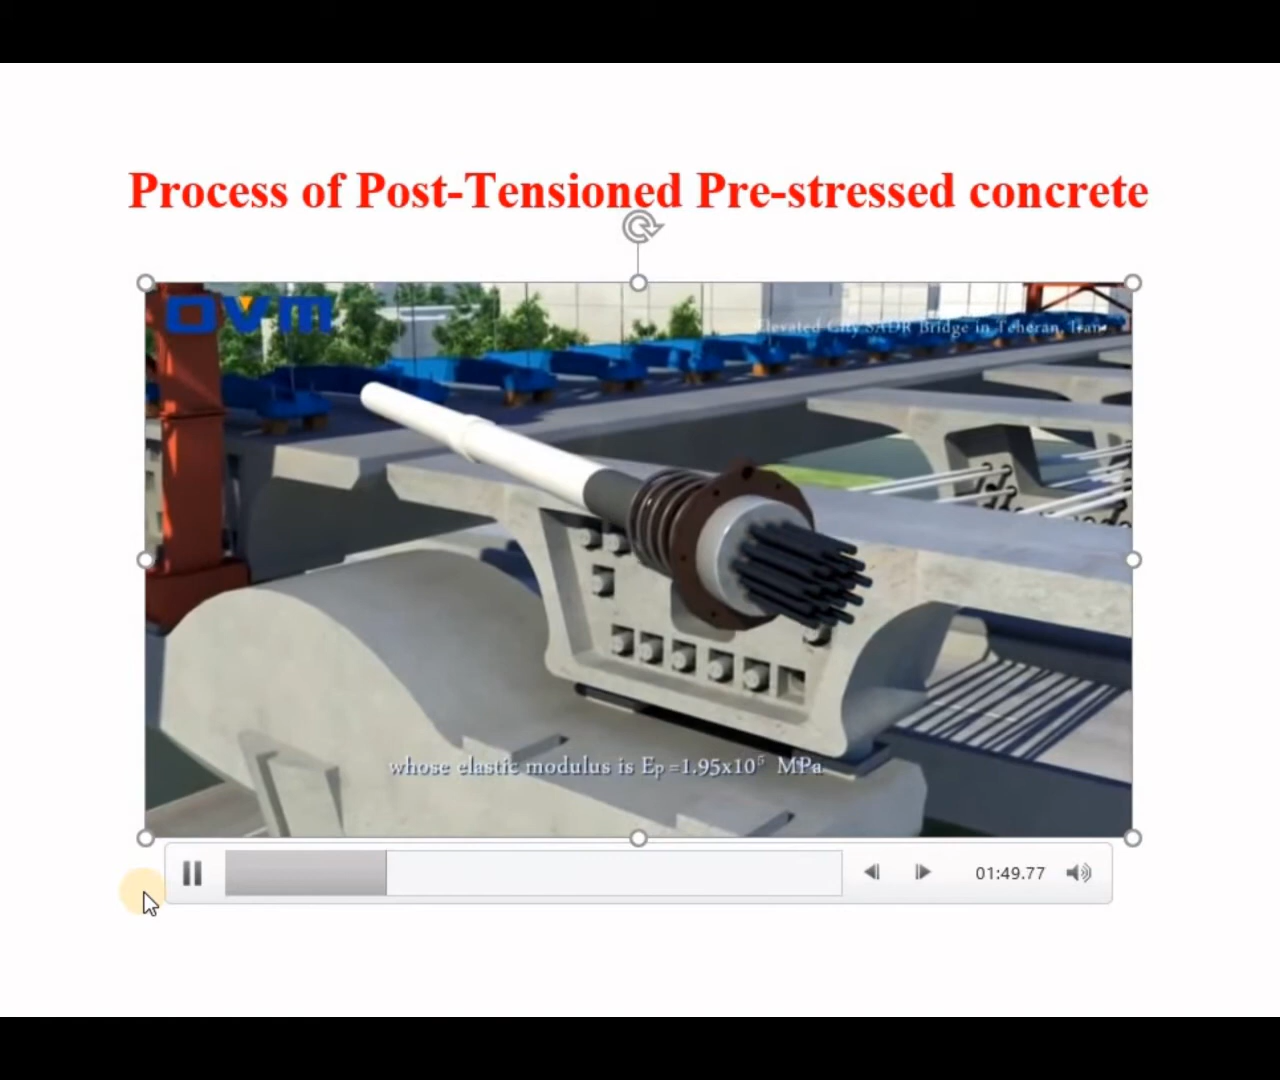 Process of Post-Tensioned Pre-stressed concrete
OVM
Elevated City SADR Bridge in Teheran, Iran
whose elastic modulus is Ep=1.95x10⁵ MPa
01:49.77